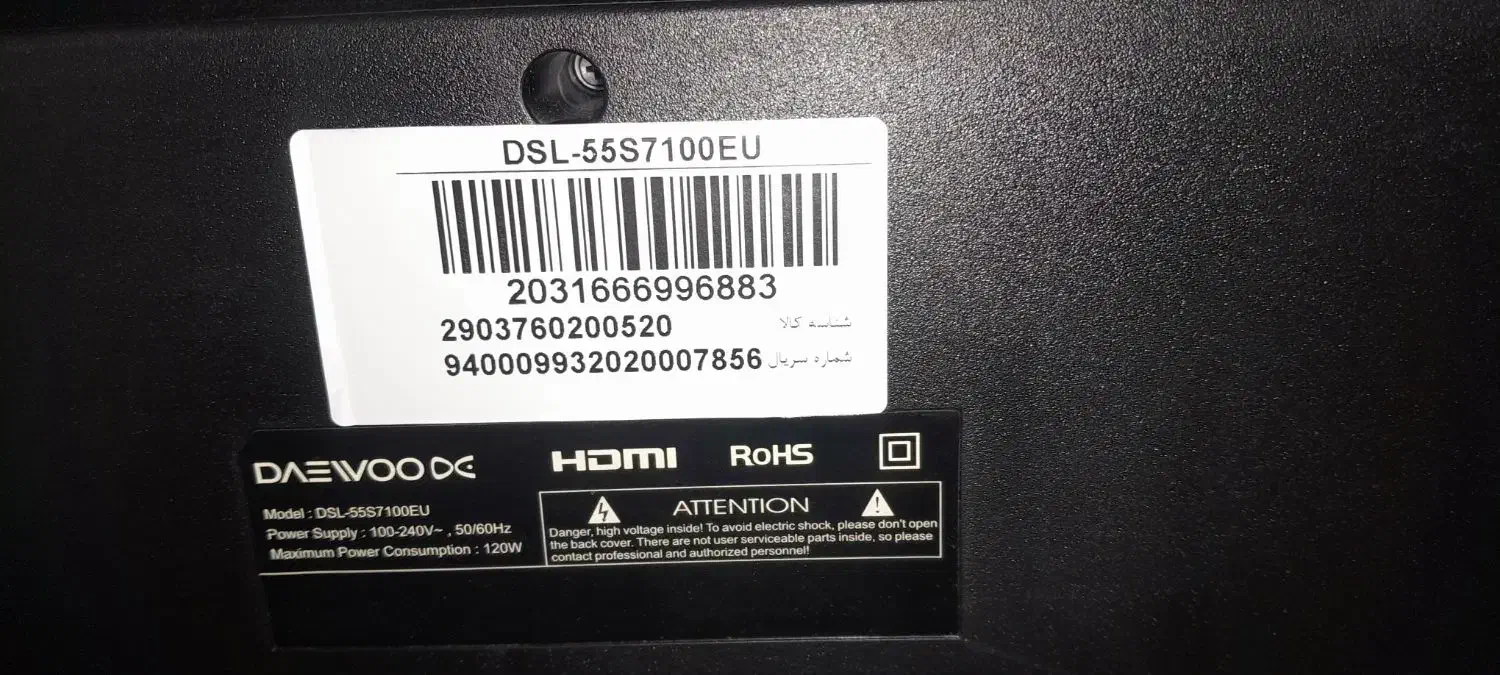 DSL-55S7100EU
2031666996883
2903760200520 شناسه کالا
940009932020007856 شماره سریال
DAEWOO
HDMI
RoHS
Model : DSL-55S7100EU
Power Supply : 100-240V~ , 50/60Hz
Maximum Power Consumption : 120W
ATTENTION
Danger, high voltage inside! To avoid electric shock, please don't open
the back cover. There are not user serviceable parts inside, so please
contact professional and authorized personnel!